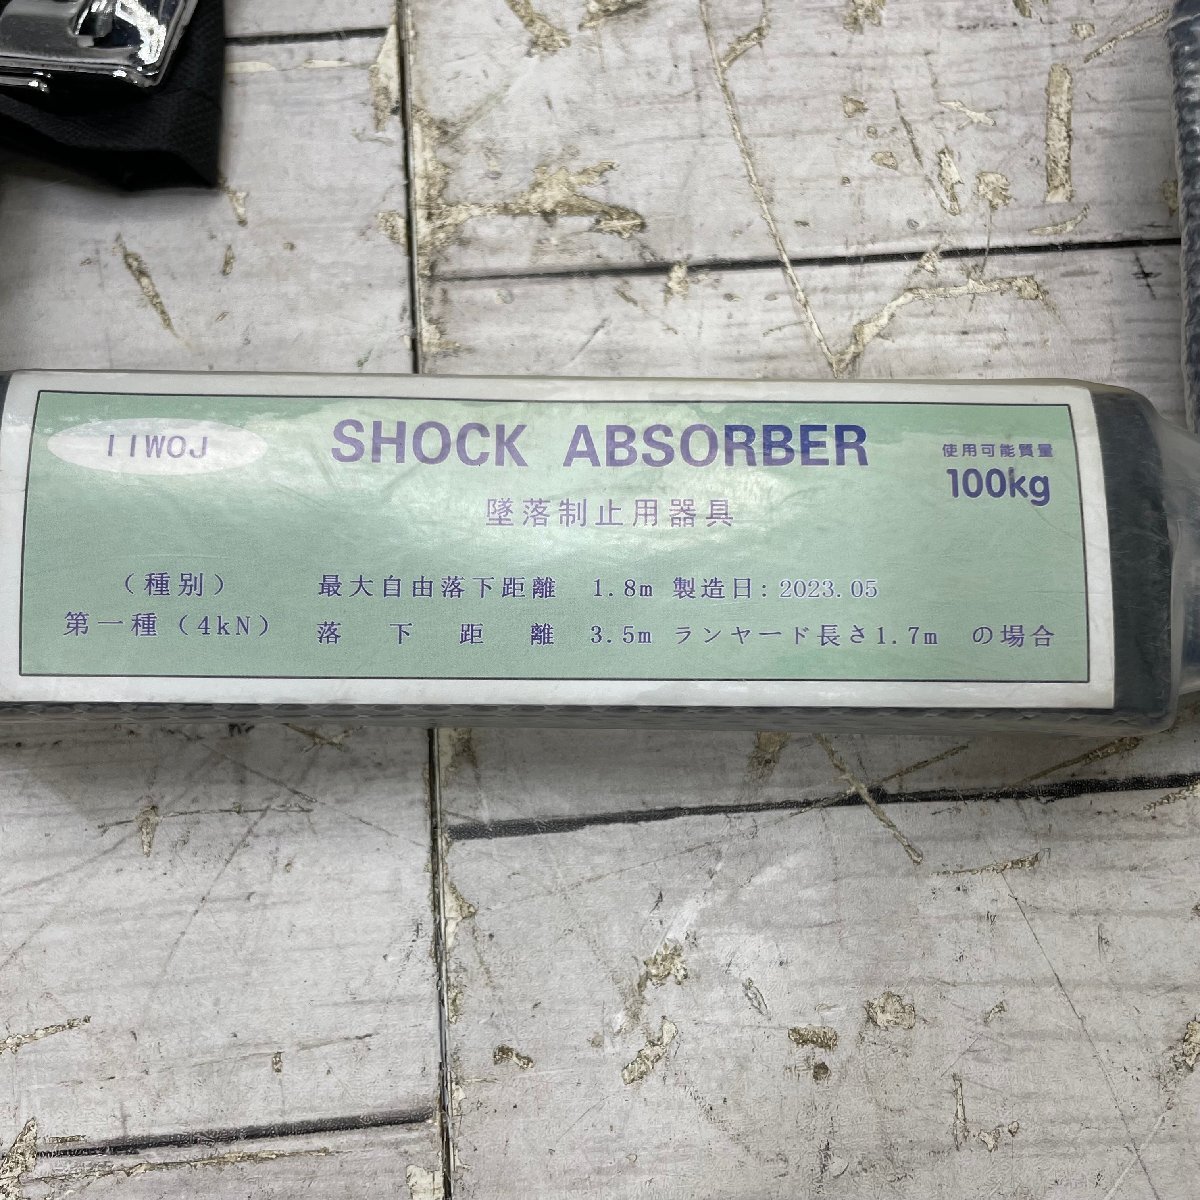 IIWOJ
SHOCK ABSORBER
使用可能質量
100kg
墜落制止用器具
（種別）
第一種（4kN）
最大自由落下距離 1.8m 製造日: 2023.05
落下距離 3.5m ランヤード長さ1.7m の場合